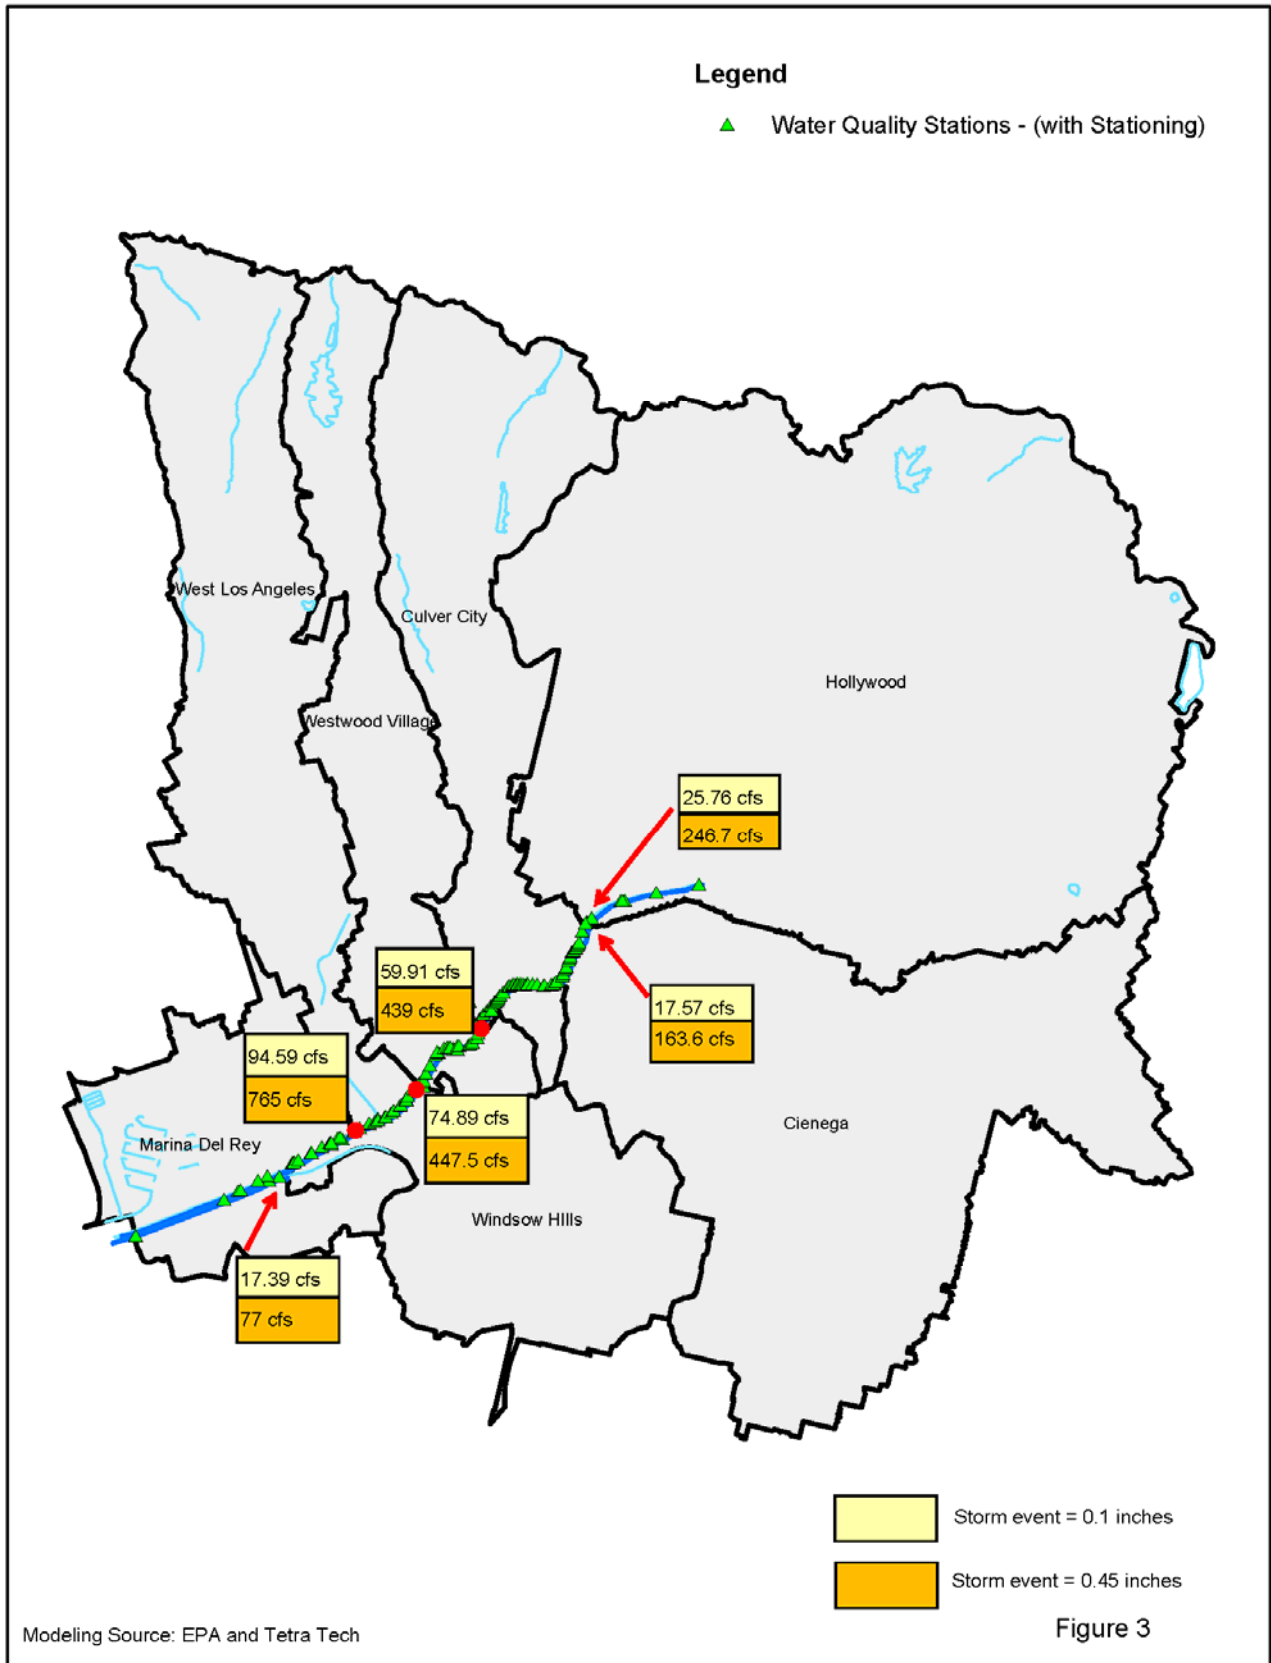 Legend
Water Quality Stations - (with Stationing)
West Los Angeles
Culver City
Hollywood
Westwood Village
25.76 cfs
246.7 cfs
59.91 cfs
439 cfs
17.57 cfs
163.6 cfs
94.59 cfs
765 cfs
74.89 cfs
447.5 cfs
Cienega
Marina Del Rey
Windsow HIlls
17.39 cfs
77 cfs
Storm event = 0.1 inches
Storm event = 0.45 inches
Figure 3
Modeling Source: EPA and Tetra Tech